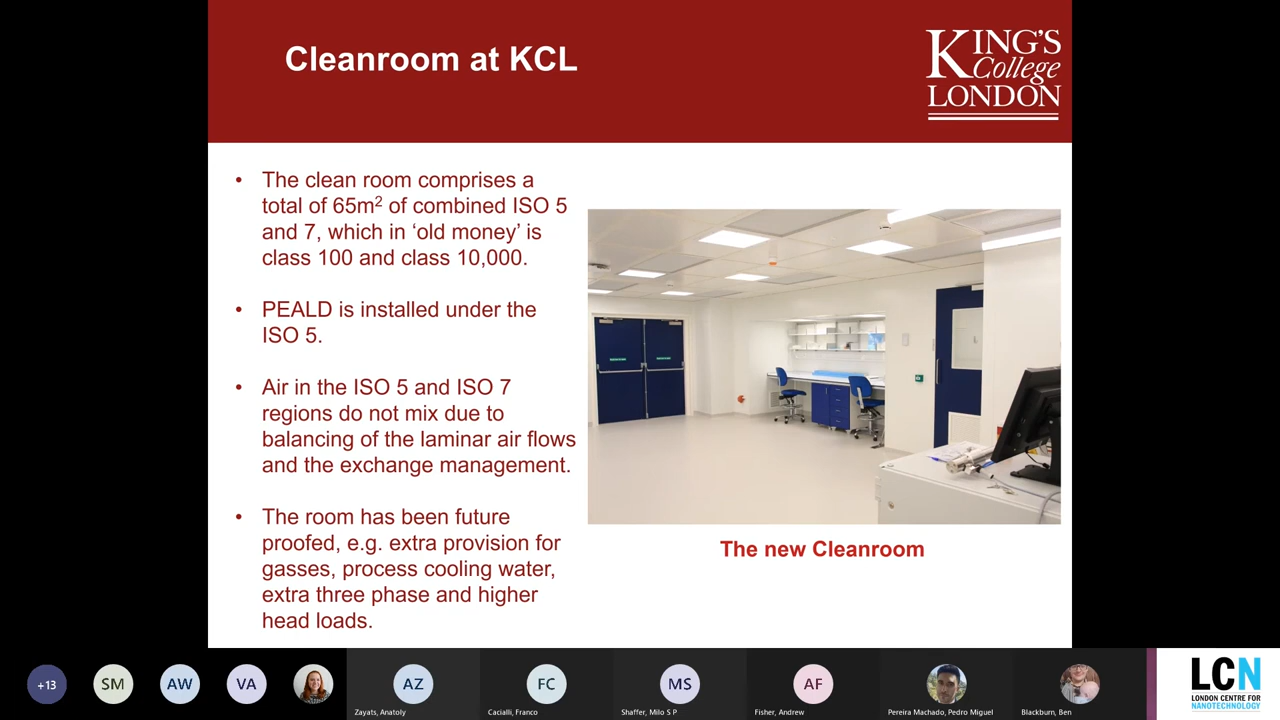 Cleanroom at KCL
KING'S
College
LONDON
• The clean room comprises a
total of 65m² of combined ISO 5
and 7, which in ‘old money’ is
class 100 and class 10,000.
• PEALD is installed under the
ISO 5.
• Air in the ISO 5 and ISO 7
regions do not mix due to
balancing of the laminar air flows
and the exchange management.
• The room has been future
proofed, e.g. extra provision for
gasses, process cooling water,
extra three phase and higher
head loads.
The new Cleanroom
+13
SM
AW
VA
AZ
Zayats, Anatoly
FC
Cacialli, Franco
MS
Shaffer, Milo S P
AF
Fisher, Andrew
Pereira Machado, Pedro Miguel
Blackburn, Ben
LCN
LONDON CENTRE FOR
NANOTECHNOLOGY